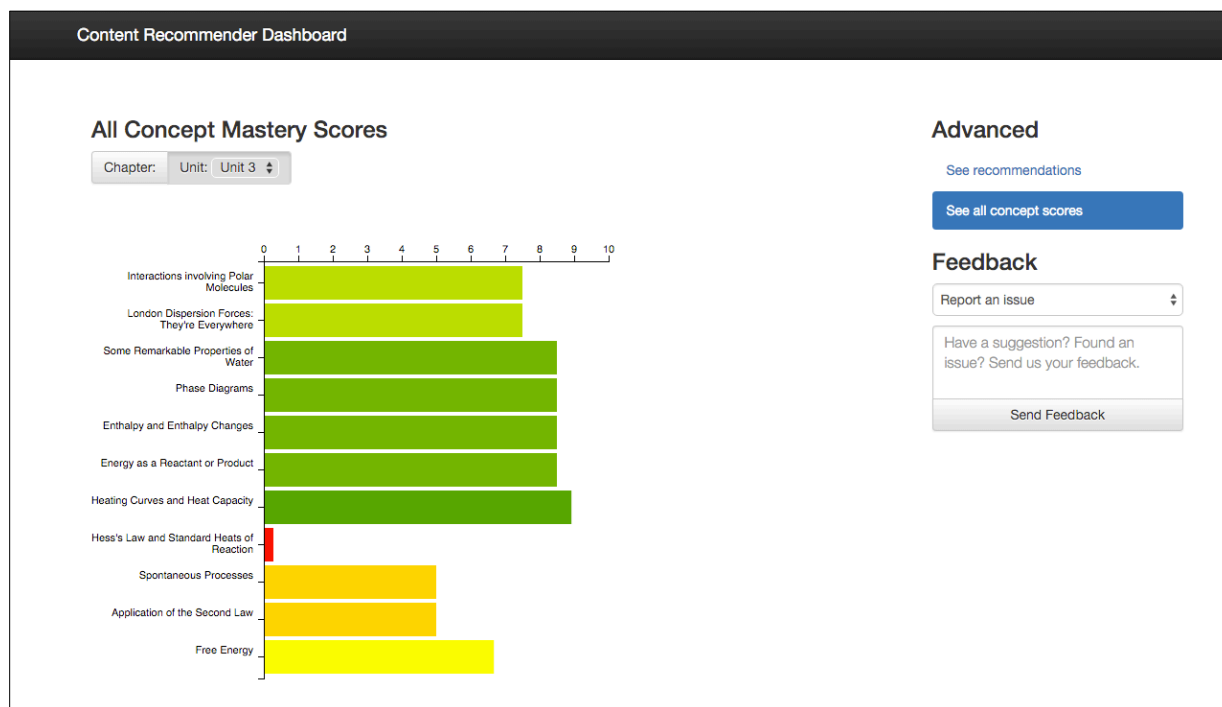 Content Recommender Dashboard
All Concept Mastery Scores
Chapter: Unit: Unit 3
0 1 2 3 4 5 6 7 8 9 10
Interactions involving Polar
Molecules
London Dispersion Forces:
They're Everywhere
Some Remarkable Properties of
Water
Phase Diagrams
Enthalpy and Enthalpy Changes
Energy as a Reactant or Product
Heating Curves and Heat Capacity
Hess's Law and Standard Heats of
Reaction
Spontaneous Processes
Application of the Second Law
Free Energy
Advanced
See recommendations
See all concept scores
Feedback
Report an issue
Have a suggestion? Found an
issue? Send us your feedback.
Send Feedback